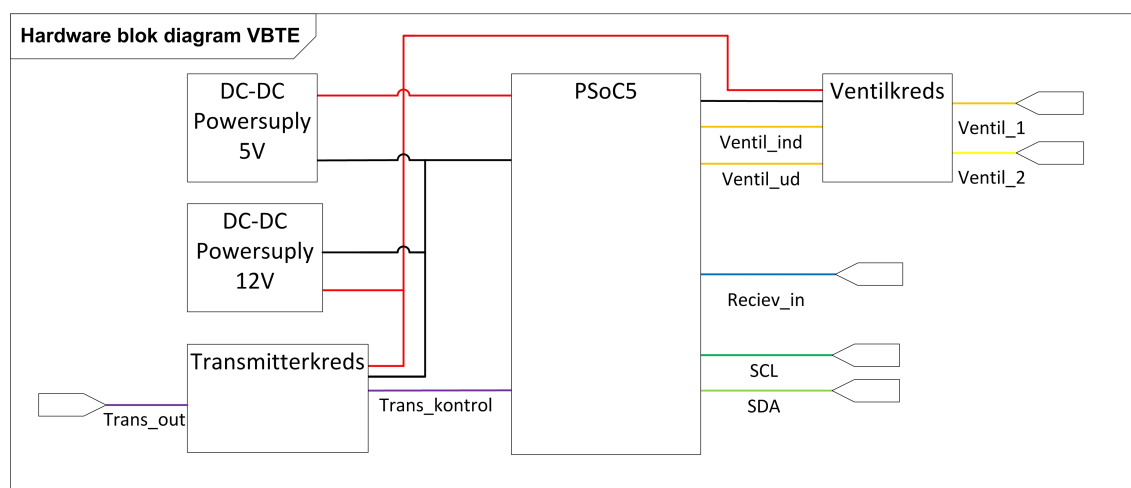 Hardware blok diagram VBTE
DC-DC
Powersuply
5V
PSoC5
Ventilkreds
Ventil_1
Ventil_ind
Ventil_ud
Ventil_2
DC-DC
Powersuply
12V
Reciev_in
Transmitterkreds
SCL
Trans_kontrol
SDA
Trans_out